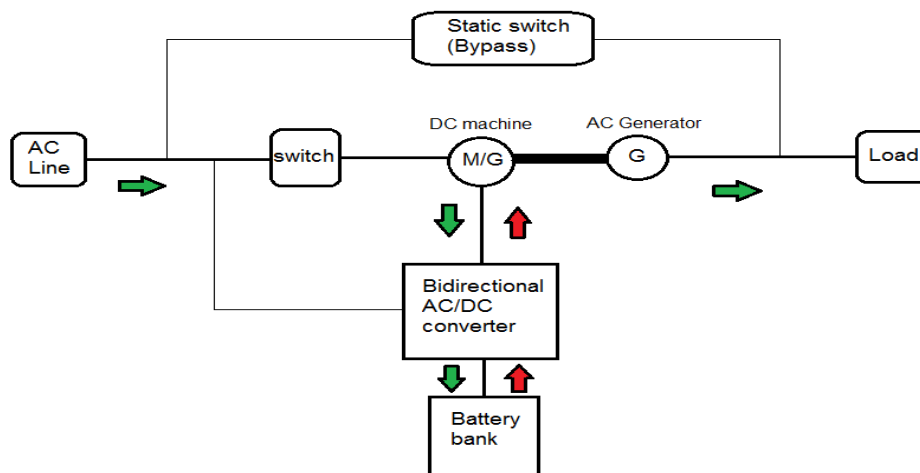 Static switch
(Bypass)
DC machine
AC Generator
AC
Line
switch
M/G
G
Load
Bidirectional
AC/DC
converter
Battery
bank